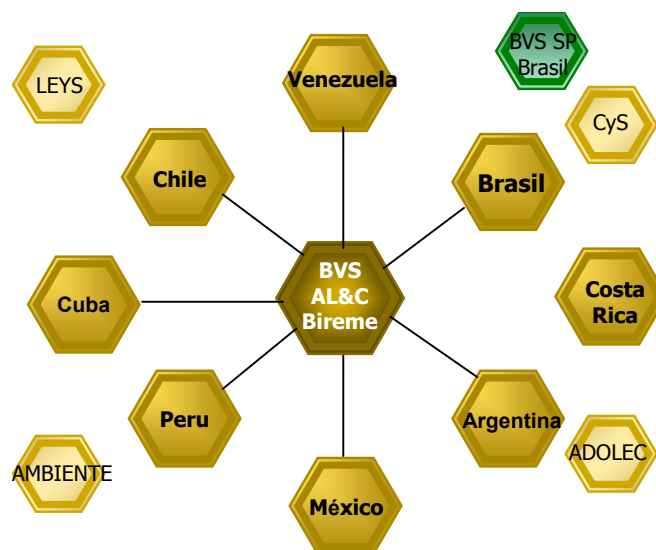 BVS SP
Brasil
LEYS
Venezuela
CyS
Chile
Brasil
BVS
AL&C
Bireme
Cuba
Costa
Rica
Peru
Argentina
AMBIENTE
ADOLEC
México